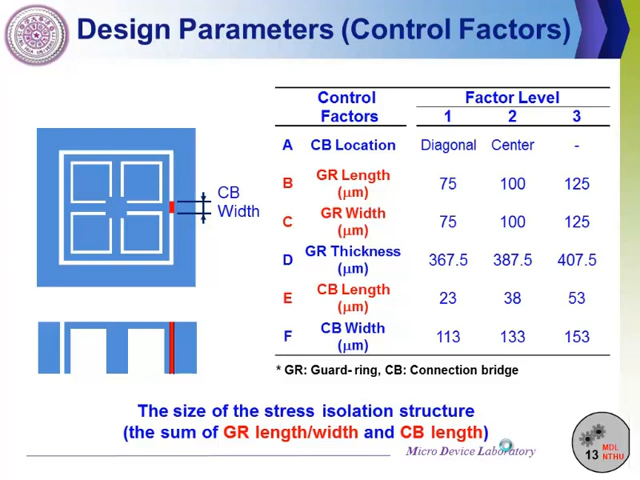 Design Parameters (Control Factors)
Control Factors Factor Level
1 2 3
A CB Location Diagonal Center -
B GR Length (μm) 75 100 125
C GR Width (μm) 75 100 125
D GR Thickness (μm) 367.5 387.5 407.5
E CB Length (μm) 23 38 53
F CB Width (μm) 113 133 153
* GR: Guard- ring, CB: Connection bridge
CB
Width
The size of the stress isolation structure
(the sum of GR length/width and CB length)
Micro Device Laboratory
13 MDL
NTHU